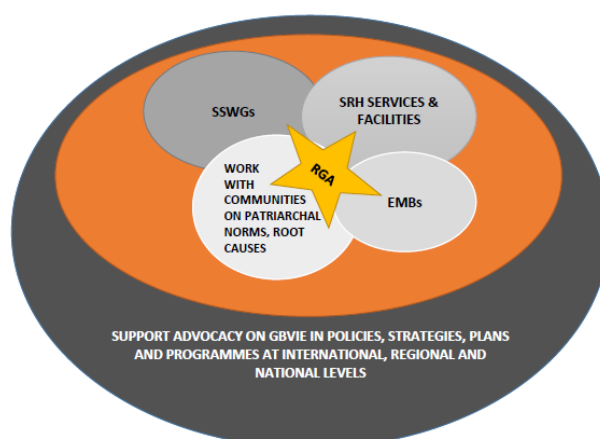 SSWGs
SRH SERVICES &
FACILITIES
RGA
WORK
WITH
COMMUNITIES
ON PATRIARCHAL
NORMS, ROOT
CAUSES
EMBs
SUPPORT ADVOCACY ON GBVIE IN POLICIES, STRATEGIES, PLANS
AND PROGRAMMES AT INTERNATIONAL, REGIONAL AND
NATIONAL LEVELS